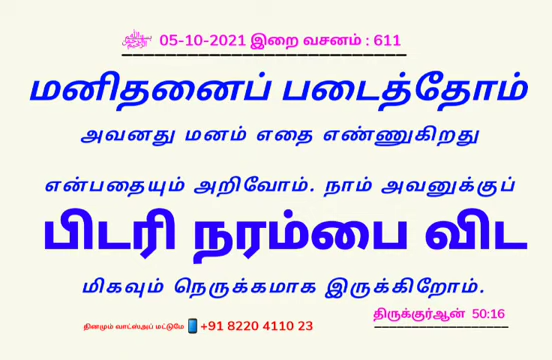 05-10-2021 இறை வசனம் : 611
மனிதனைப் படைத்தோம்
அவனது மனம் எதை எண்ணுகிறது
என்பதையும் அறிவோம். நாம் அவனுக்குப்
பிடரி நரம்பை விட
மிகவும் நெருக்கமாக இருக்கிறோம்.
திருக்குர்ஆன் 50:16
தினமும் வாட்ஸ்அப் மட்டுமே +91 8220 4110 23